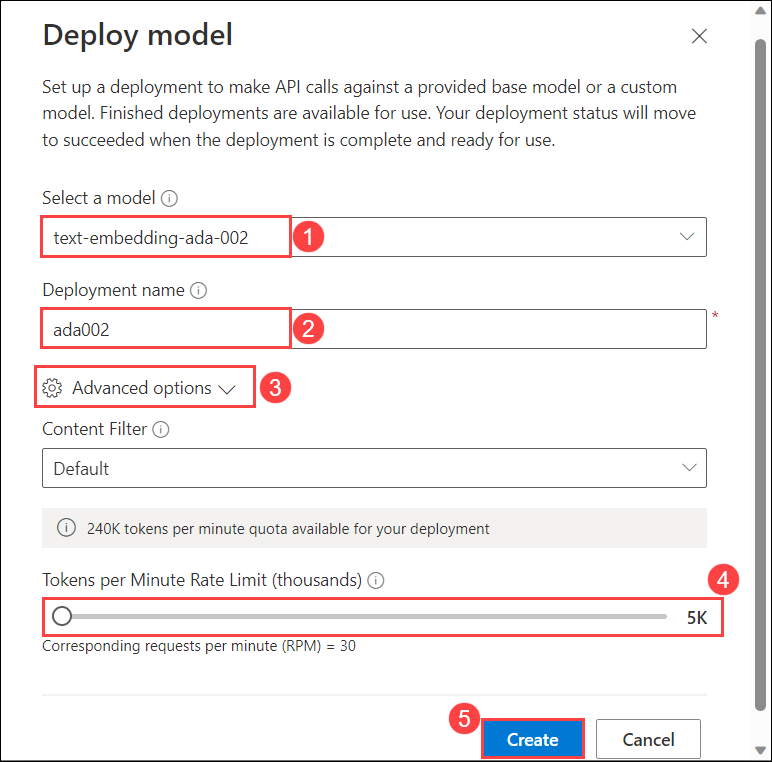 Deploy model
Set up a deployment to make API calls against a provided base model or a custom
model. Finished deployments are available for use. Your deployment status will move
to succeeded when the deployment is complete and ready for use.
Select a model
text-embedding-ada-002
1
Deployment name
ada002
2
*
Advanced options
3
Content Filter
Default
240K tokens per minute quota available for your deployment
Tokens per Minute Rate Limit (thousands)
4
5K
Corresponding requests per minute (RPM) = 30
5
Create
Cancel